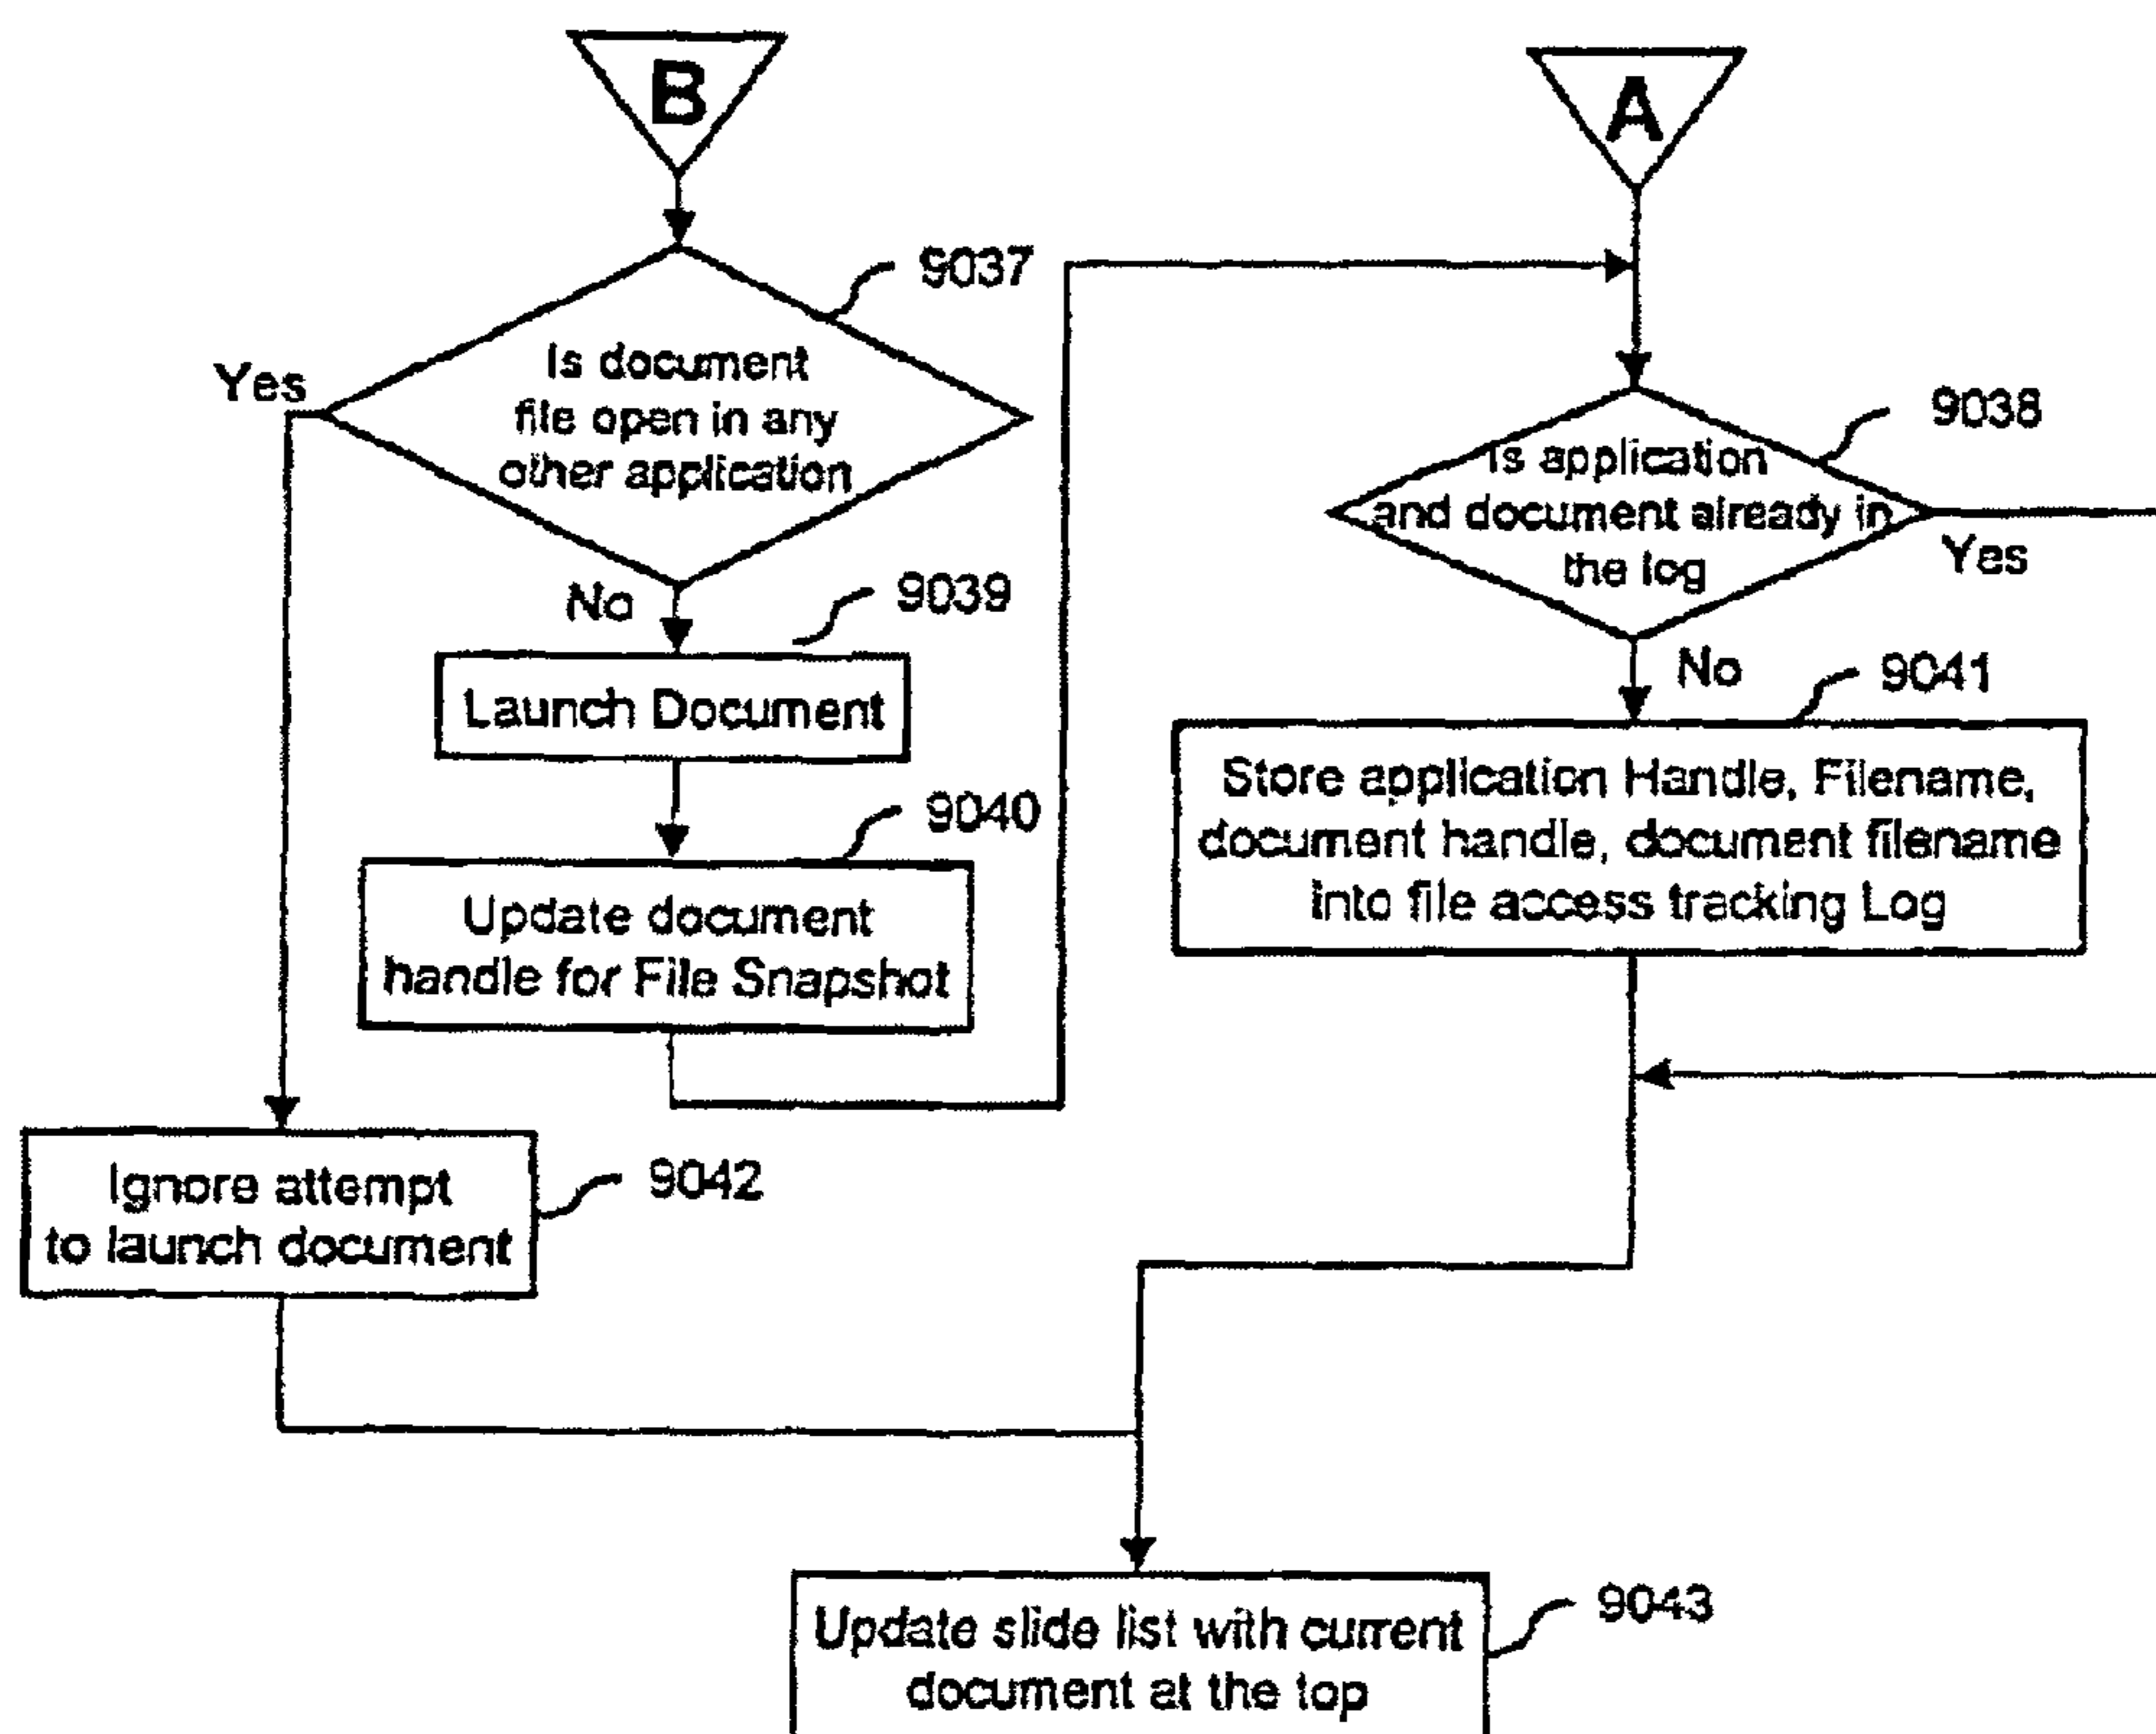 B
A
9037
Yes
Is document
file open in any
other application
9038
Is application
and document already in
the log
Yes
No
9039
Launch Document
No
9041
Store application Handle, Filename,
document handle, document filename
into file access tracking Log
9040
Update document
handle for File Snapshot
Ignore attempt
to launch document
9042
Update slide list with current
document at the top
9043